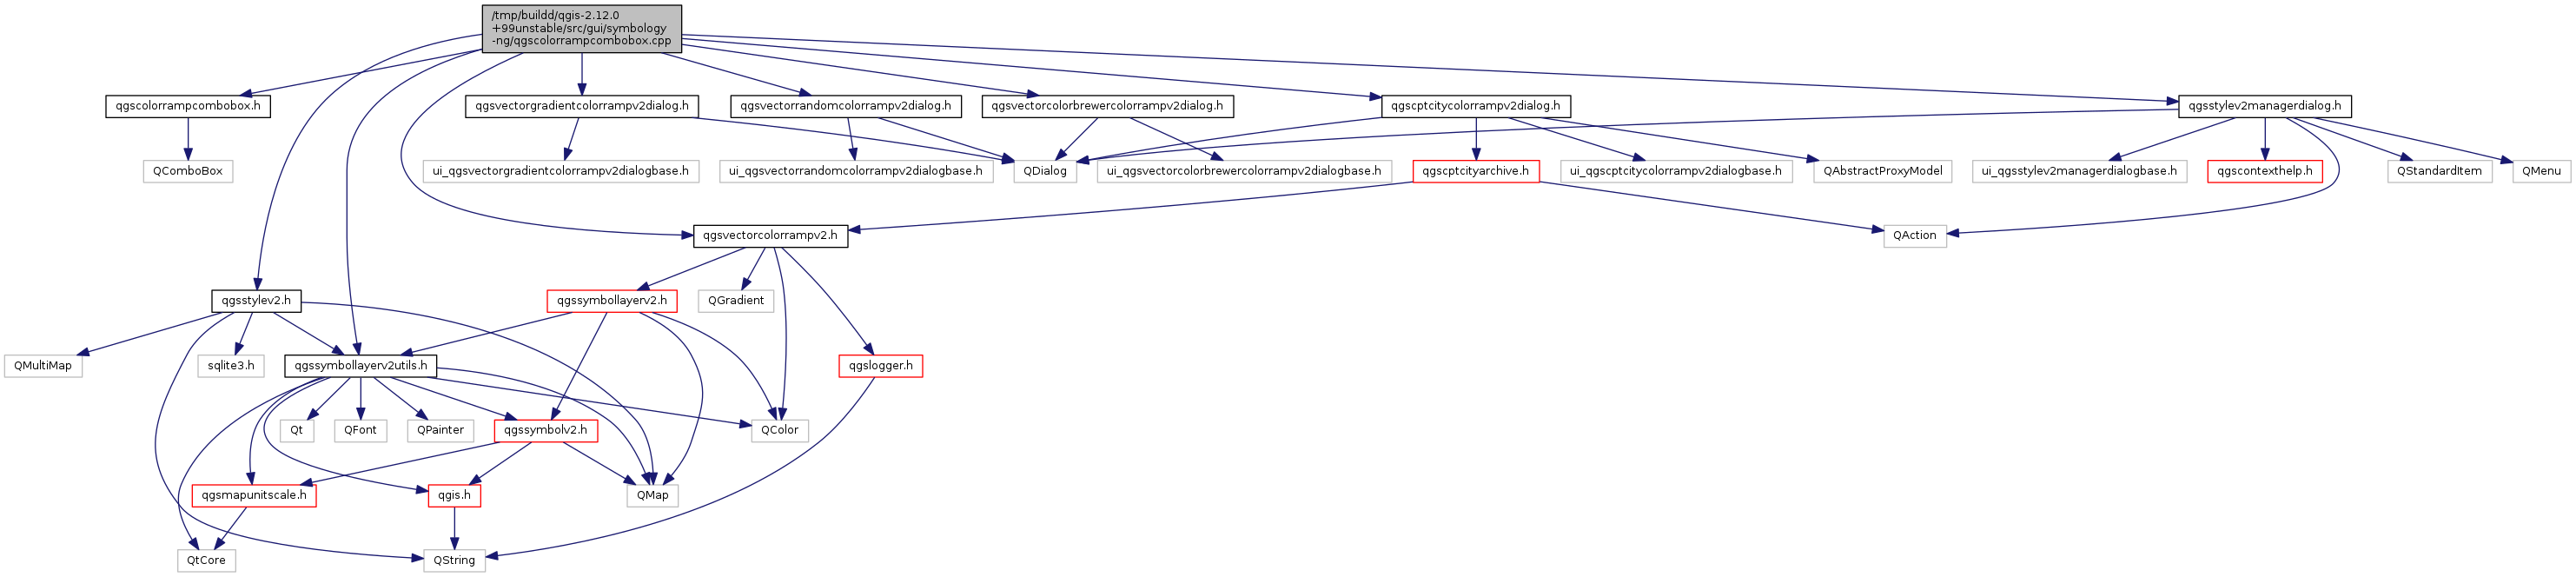 /tmp/buildd/qgis-2.12.0
+99unstable/src/gui/symbology
-ng/qgscolorrampcombobox.cpp
qgscolorrampcombobox.h
qgsvectorgradientcolorrampv2dialog.h
qgsvectorrandomcolorrampv2dialog.h
qgsvectorcolorbrewercolorrampv2dialog.h
qgscptcitycolorrampv2dialog.h
qgsstylev2managerdialog.h
QComboBox
ui_qgsvectorgradientcolorrampv2dialogbase.h
ui_qgsvectorrandomcolorrampv2dialogbase.h
QDialog
ui_qgsvectorcolorbrewercolorrampv2dialogbase.h
qgscptcityarchive.h
ui_qgscptcitycolorrampv2dialogbase.h
QAbstractProxyModel
ui_qgsstylev2managerdialogbase.h
qgscontexthelp.h
QStandardItem
QMenu
qgsvectorcolorrampv2.h
QAction
qgsstylev2.h
qgssymbollayerv2.h
QGradient
QMultiMap
sqlite3.h
qgssymbollayerv2utils.h
qgslogger.h
Qt
QFont
QPainter
qgssymbolv2.h
QColor
qgsmapunitscale.h
qgis.h
QMap
QtCore
QString